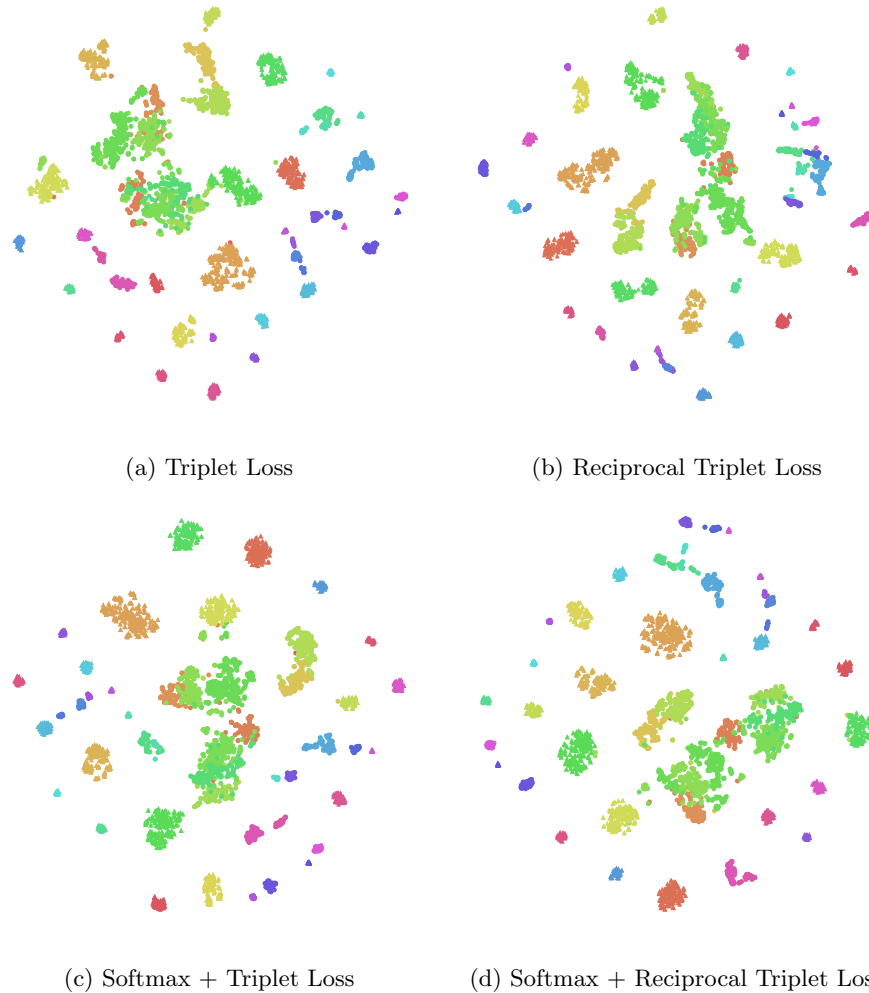 (a) Triplet Loss
(b) Reciprocal Triplet Loss
(c) Softmax + Triplet Loss
(d) Softmax + Reciprocal Triplet Los